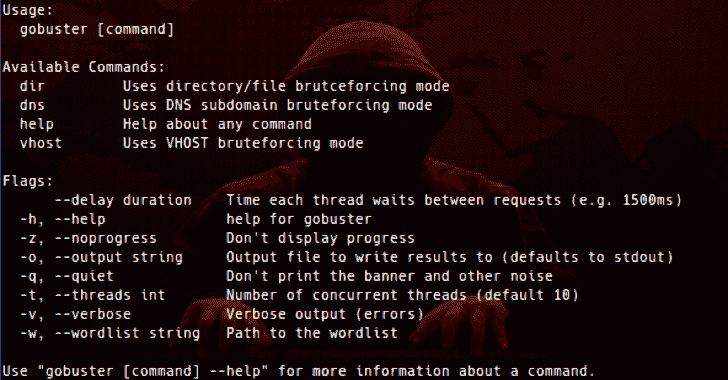 Usage:
gobuster [command]
Available Commands:
dir Uses directory/file brutceforcing mode
dns Uses DNS subdomain bruteforcing mode
help Help about any command
vhost Uses VHOST bruteforcing mode
Flags:
--delay duration Time each thread waits between requests (e.g. 1500ms)
-h, --help help for gobuster
-z, --noprogress Don't display progress
-o, --output string Output file to write results to (defaults to stdout)
-q, --quiet Don't print the banner and other noise
-t, --threads int Number of concurrent threads (default 10)
-v, --verbose Verbose output (errors)
-w, --wordlist string Path to the wordlist
Use "gobuster [command] --help" for more information about a command.